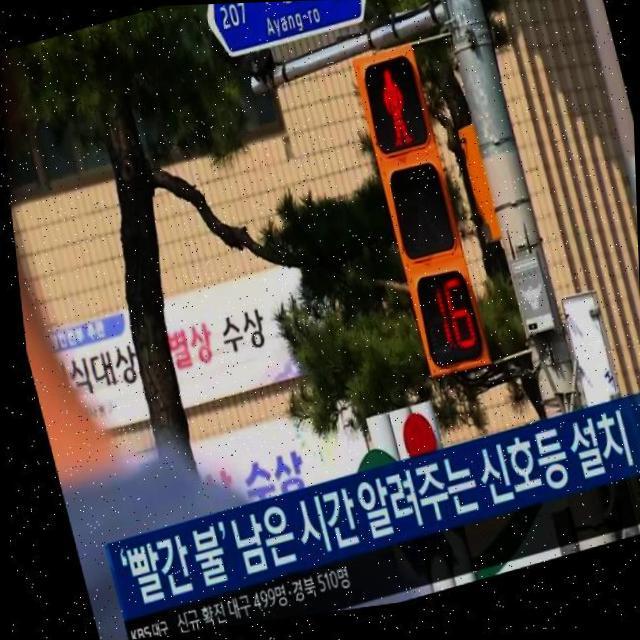 207 Ayang-ro
16
식대상 별상 수상
수상
'빨간 불' 남은 시간 알려주는 신호등 설치
KBS대구 신규 확진 대구 499명·경북 510명